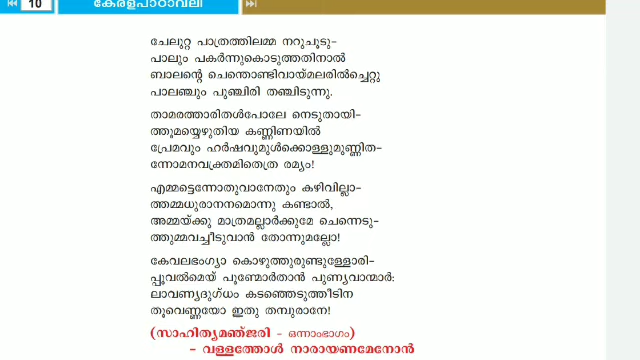 10 കേരളപാഠാവലി
ചേലുറ്റ പാത്രത്തിലമ്മ നറുചൂടു-
പാലും പകർന്നുകൊടുത്തതിനാൽ
ബാലന്റെ ചെന്തൊണ്ടിവായ്മലരിൽച്ചെറ്റു
പാലഞ്ചും പുഞ്ചിരി തഞ്ചിടുന്നു.
താമരത്താരിതൾപോലേ നെടുതായി-
ത്തൂമയ്യെഴുതിയ കണ്ണിണയിൽ
പ്രേമവും ഹർഷവുമുൾക്കൊള്ളുമുണ്ണിത-
ന്നോമനവക്ത്രമിതെത്ര രമ്യം!
എമ്മട്ടെന്നോതുവാനേതും കഴിവില്ലാ-
ത്തമ്മധുരാനനമൊന്നു കണ്ടാൽ,
അമ്മയ്ക്കു മാത്രമല്ലാർക്കുമേ ചെന്നെടു-
ത്തുമ്മവച്ചീടുവാൻ തോന്നുമല്ലോ!
കേവലഭംഗ്യാ കൊഴുത്തുരുണ്ടുള്ളോരി-
പ്പൂവൽമെയ് പൂണ്മോർതാൻ പുണ്യവാന്മാർ:
ലാവണ്യദുഗ്ധം കടഞ്ഞെടുത്തീടിന
തൂവെണ്ണയോ ഇതു തമ്പുരാനേ!
(സാഹിത്യമഞ്ജരി - ഒന്നാംഭാഗം)
- വള്ളത്തോൾ നാരായണമേനോൻ